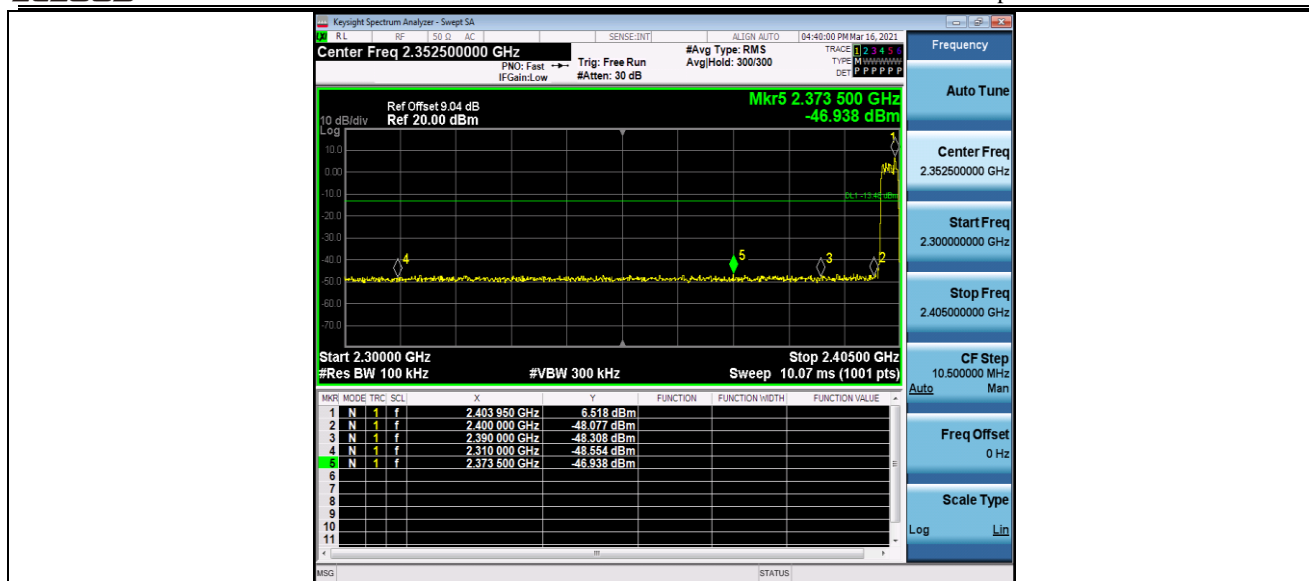 Keysight Spectrum Analyzer - Swept SA
RL RF 50 Ω AC SENSE:INT ALIGN AUTO 04:40:00 PM Mar 16, 2021
Center Freq 2.352500000 GHz
PNO: Fast
IFGain:Low
Trig: Free Run
#Atten: 30 dB
#Avg Type: RMS
Avg|Hold: 300/300
TRACE 1 2 3 4 5 6
TYPE M W W W W W
DET P P P P P P
Ref Offset 9.04 dB
10 dB/div Ref 20.00 dBm
Log
Mkr5 2.373 500 GHz
-46.938 dBm
1
10.0
0.00
-10.0
DL1 -13.48 dBm
-20.0
-30.0
-40.0
4
5
3
2
-50.0
-60.0
-70.0
Start 2.30000 GHz
Stop 2.40500 GHz
#Res BW 100 kHz
#VBW 300 kHz
Sweep 10.07 ms (1001 pts)
MKR MODE TRC SCL X Y FUNCTION FUNCTION WIDTH FUNCTION VALUE
1 N 1 f 2.403 950 GHz 6.518 dBm
2 N 1 f 2.400 000 GHz -48.077 dBm
3 N 1 f 2.390 000 GHz -48.308 dBm
4 N 1 f 2.310 000 GHz -48.554 dBm
5 N 1 f 2.373 500 GHz -46.938 dBm
6
7
8
9
10
11
MSG
STATUS
Frequency
Auto Tune
Center Freq
2.352500000 GHz
Start Freq
2.300000000 GHz
Stop Freq
2.405000000 GHz
CF Step
10.500000 MHz
Auto Man
Freq Offset
0 Hz
Scale Type
Log Lin